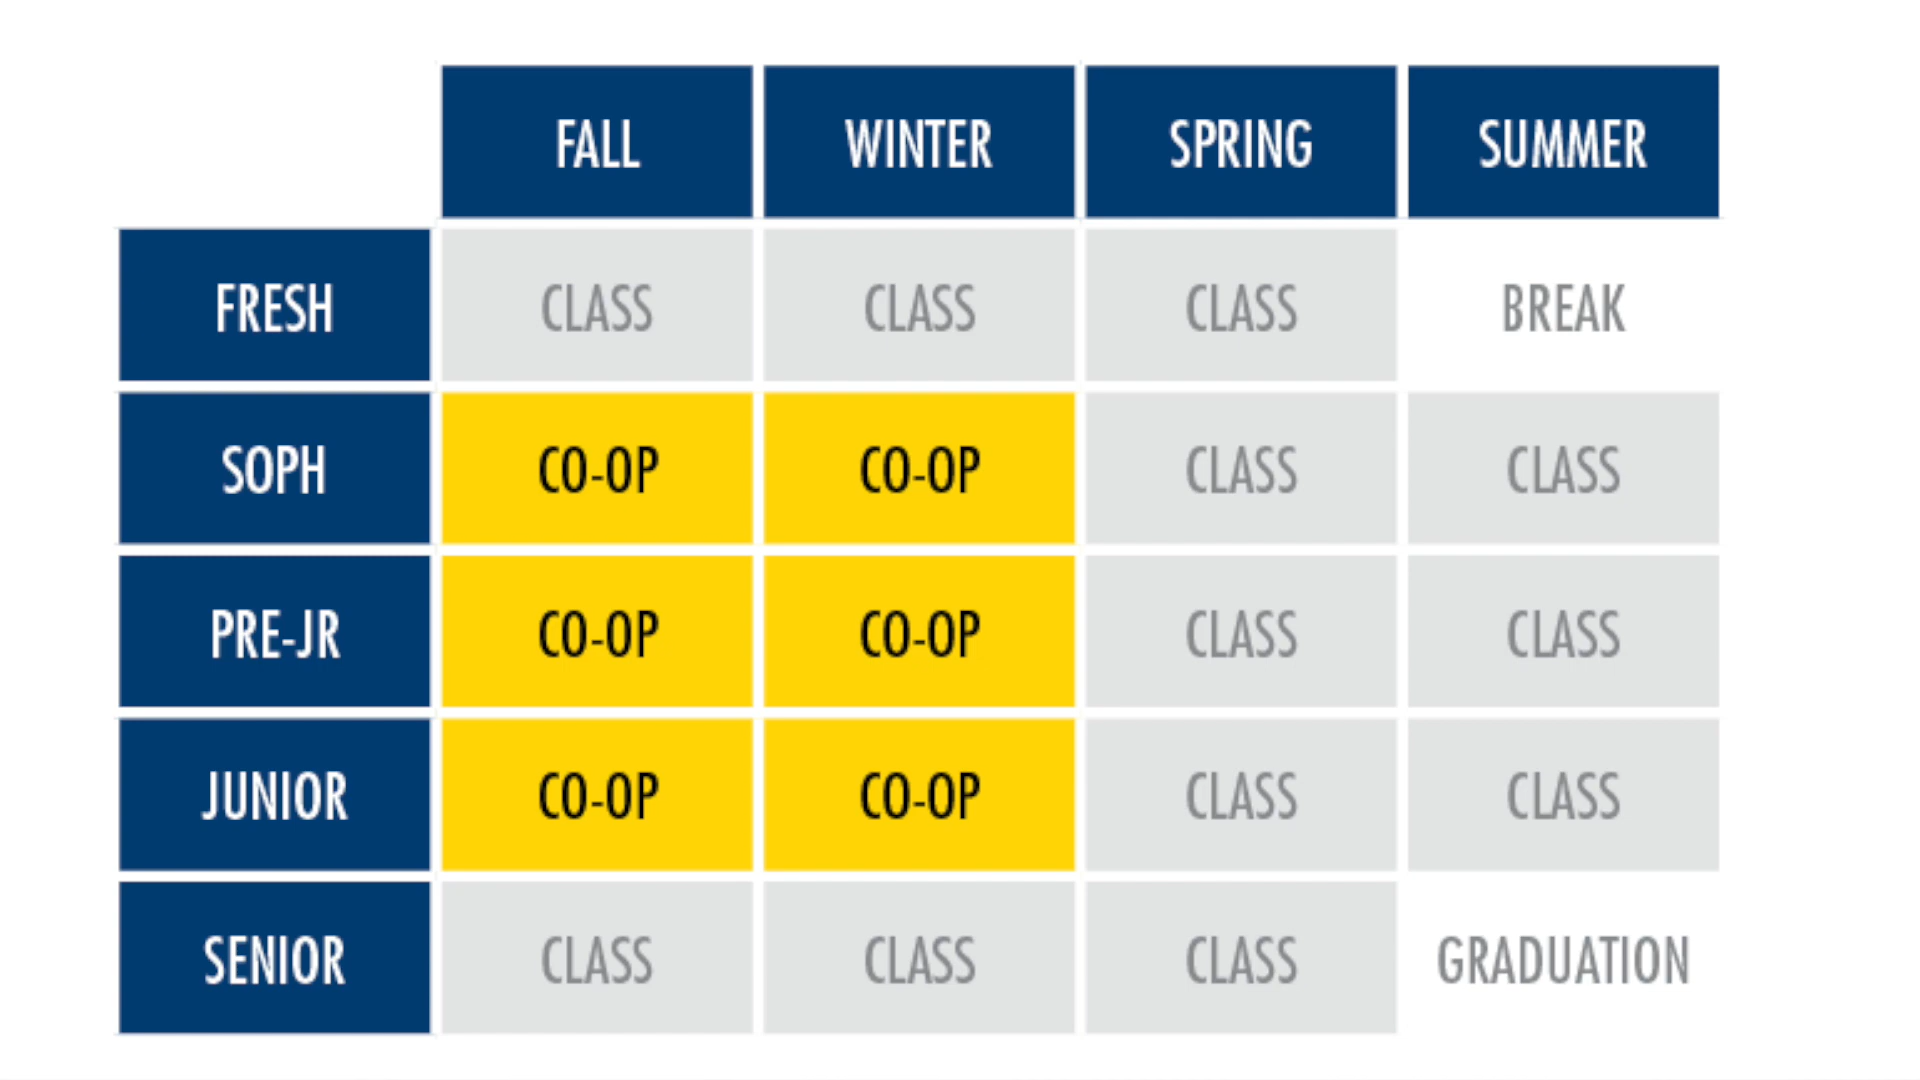 FALL WINTER SPRING SUMMER
FRESH CLASS CLASS CLASS BREAK
SOPH CO-OP CO-OP CLASS CLASS
PRE-JR CO-OP CO-OP CLASS CLASS
JUNIOR CO-OP CO-OP CLASS CLASS
SENIOR CLASS CLASS CLASS GRADUATION